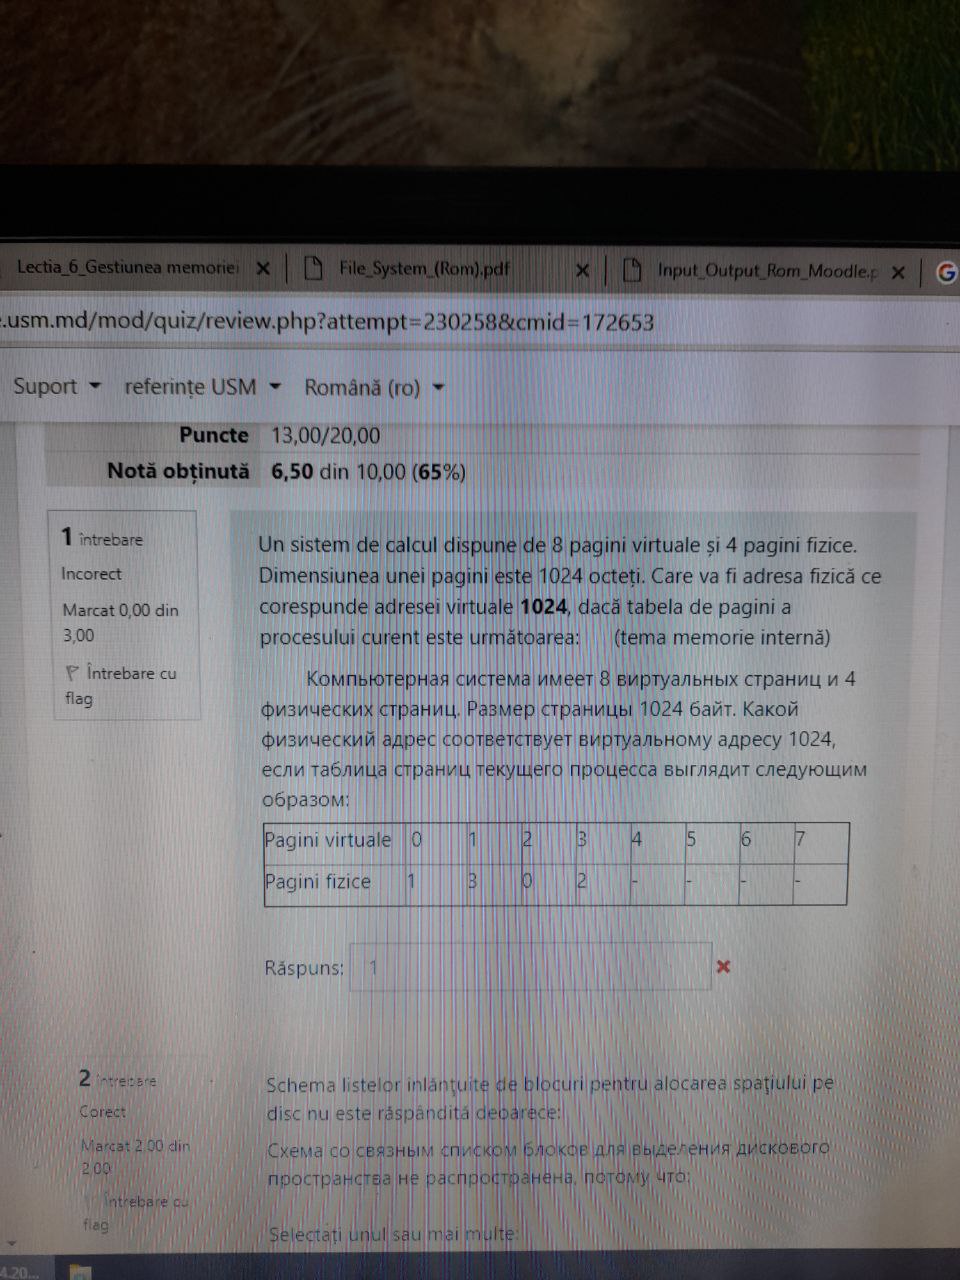 Lectia_6_Gestiunea memoriei
File_System_(Rom).pdf
Input_Output_Rom_Moodle.p
.usm.md/mod/quiz/review.php?attempt=230258&cmid=172653
Suport referințe USM Română (ro)
Puncte 13,00/20,00
Notă obținută 6,50 din 10,00 (65%)
1 întrebare
Incorect
Marcat 0,00 din
3,00
Întrebare cu
flag
Un sistem de calcul dispune de 8 pagini virtuale și 4 pagini fizice.
Dimensiunea unei pagini este 1024 octeți. Care va fi adresa fizică ce
corespunde adresei virtuale 1024, dacă tabela de pagini a
procesului curent este următoarea: (tema memorie internă)
Компьютерная система имеет 8 виртуальных страниц и 4
физических страниц. Размер страницы 1024 байт. Какой
физический адрес соответствует виртуальному адресу 1024,
если таблица страниц текущего процесса выглядит следующим
образом:
Pagini virtuale 0 1 2 3 4 5 6 7
Pagini fizice 1 3 0 2 - - - -
Răspuns: 1
2 întrebare
Corect
Marcat 2,00 din
2,00
Întrebare cu
flag
Schema listelor inlănţuite de blocuri pentru alocarea spaţiului pe
disc nu este răspândită deoarece:
Схема со связным списком блоков для выделения дискового
пространства не распространена, потому что:
Selectați unul sau mai multe:
4.20...